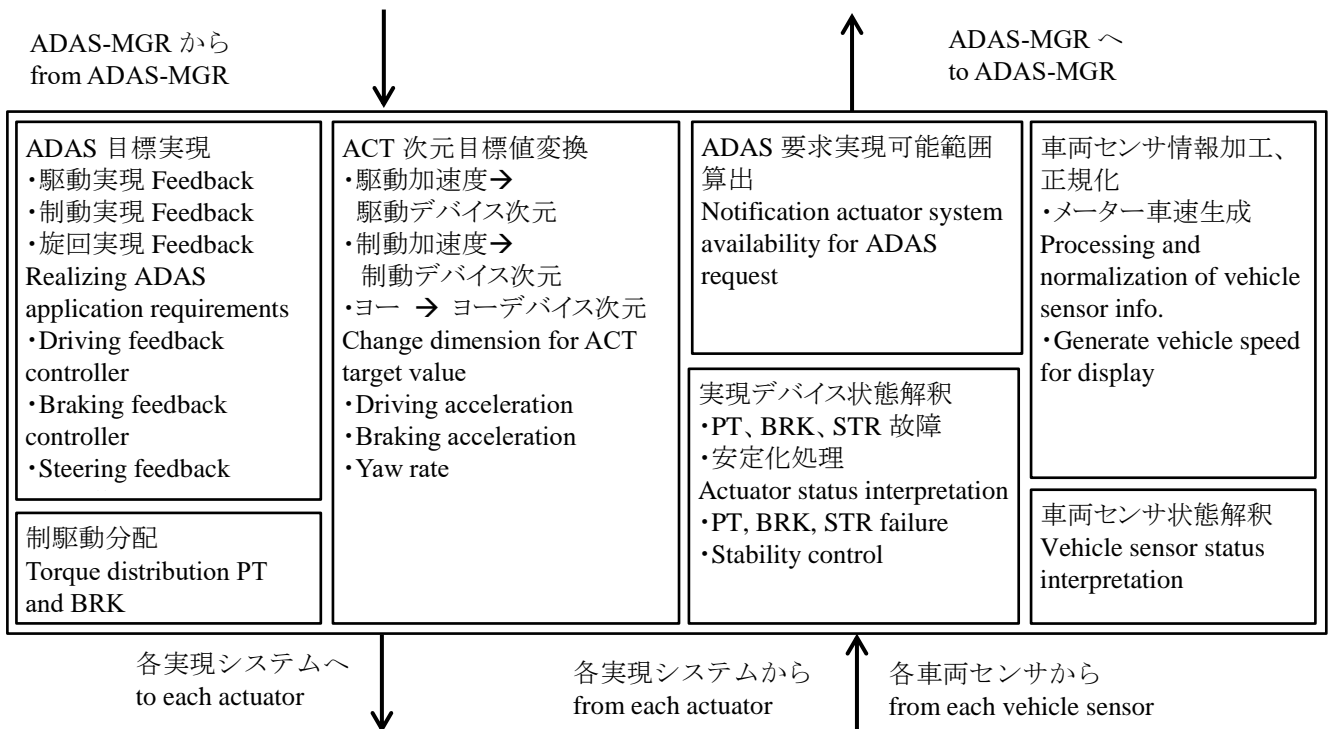 ADAS-MGR から
from ADAS-MGR
ADAS-MGR へ
to ADAS-MGR
ADAS 目標実現
・駆動実現 Feedback
・制動実現 Feedback
・旋回実現 Feedback
Realizing ADAS
application requirements
・Driving feedback
controller
・Braking feedback
controller
・Steering feedback
制駆動分配
Torque distribution PT
and BRK
ACT 次元目標値変換
・駆動加速度→
駆動デバイス次元
・制動加速度→
制動デバイス次元
・ヨー → ヨーデバイス次元
Change dimension for ACT
target value
・Driving acceleration
・Braking acceleration
・Yaw rate
ADAS 要求実現可能範囲
算出
Notification actuator system
availability for ADAS
request
実現デバイス状態解釈
・PT、BRK、STR 故障
・安定化処理
Actuator status interpretation
・PT, BRK, STR failure
・Stability control
車両センサ情報加工、
正規化
・メーター車速生成
Processing and
normalization of vehicle
sensor info.
・Generate vehicle speed
for display
車両センサ状態解釈
Vehicle sensor status
interpretation
各実現システムへ
to each actuator
各実現システムから
from each actuator
各車両センサから
from each vehicle sensor